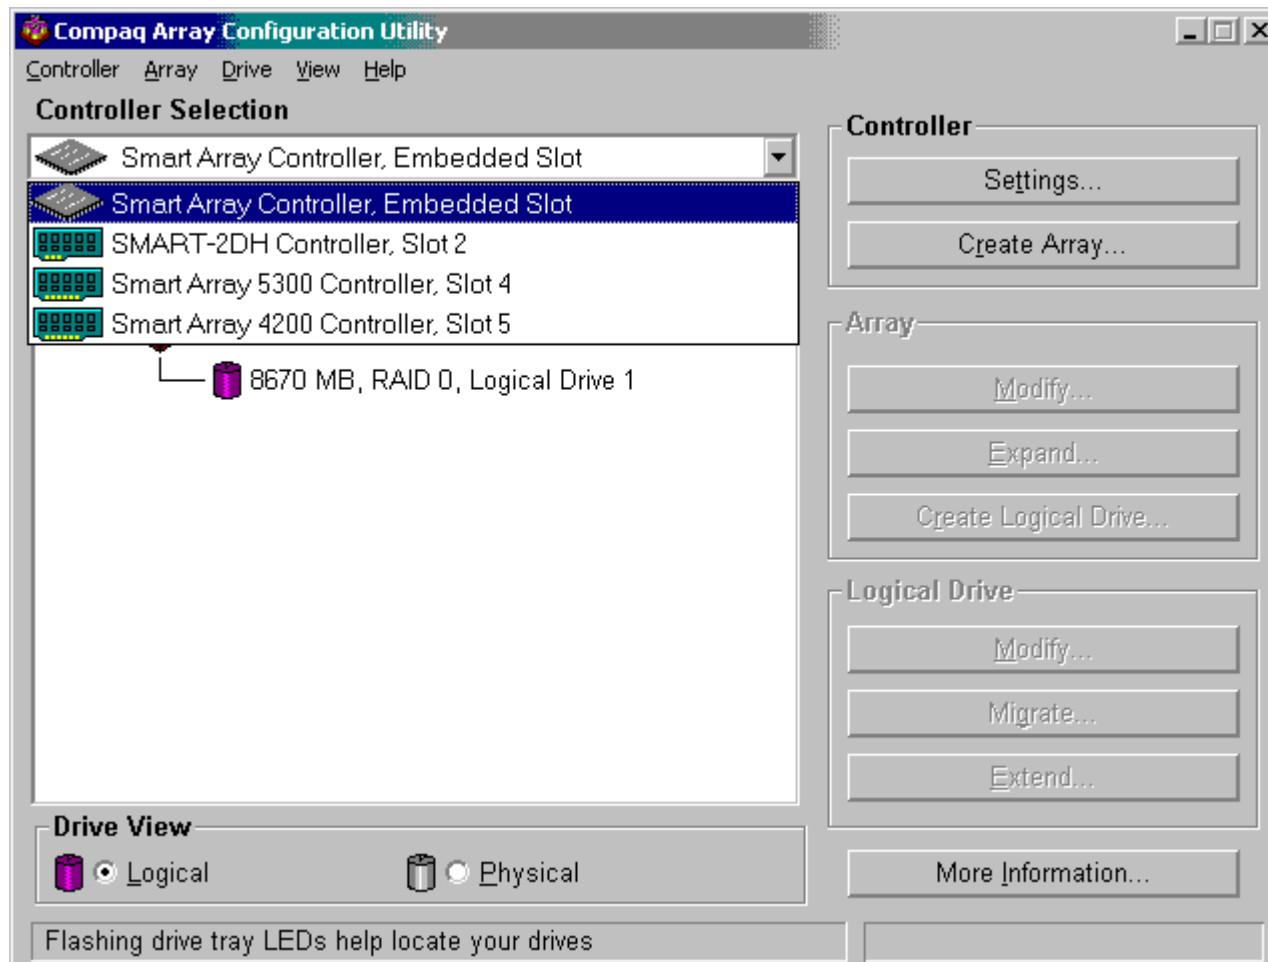 Compaq Array Configuration Utility
Controller Array Drive View Help
Controller Selection
Smart Array Controller, Embedded Slot
Smart Array Controller, Embedded Slot
SMART-2DH Controller, Slot 2
Smart Array 5300 Controller, Slot 4
Smart Array 4200 Controller, Slot 5
8670 MB, RAID 0, Logical Drive 1
Controller
Settings...
Create Array...
Array
Modify...
Expand...
Create Logical Drive...
Logical Drive
Modify...
Migrate...
Extend...
Drive View
Logical
Physical
More Information...
Flashing drive tray LEDs help locate your drives